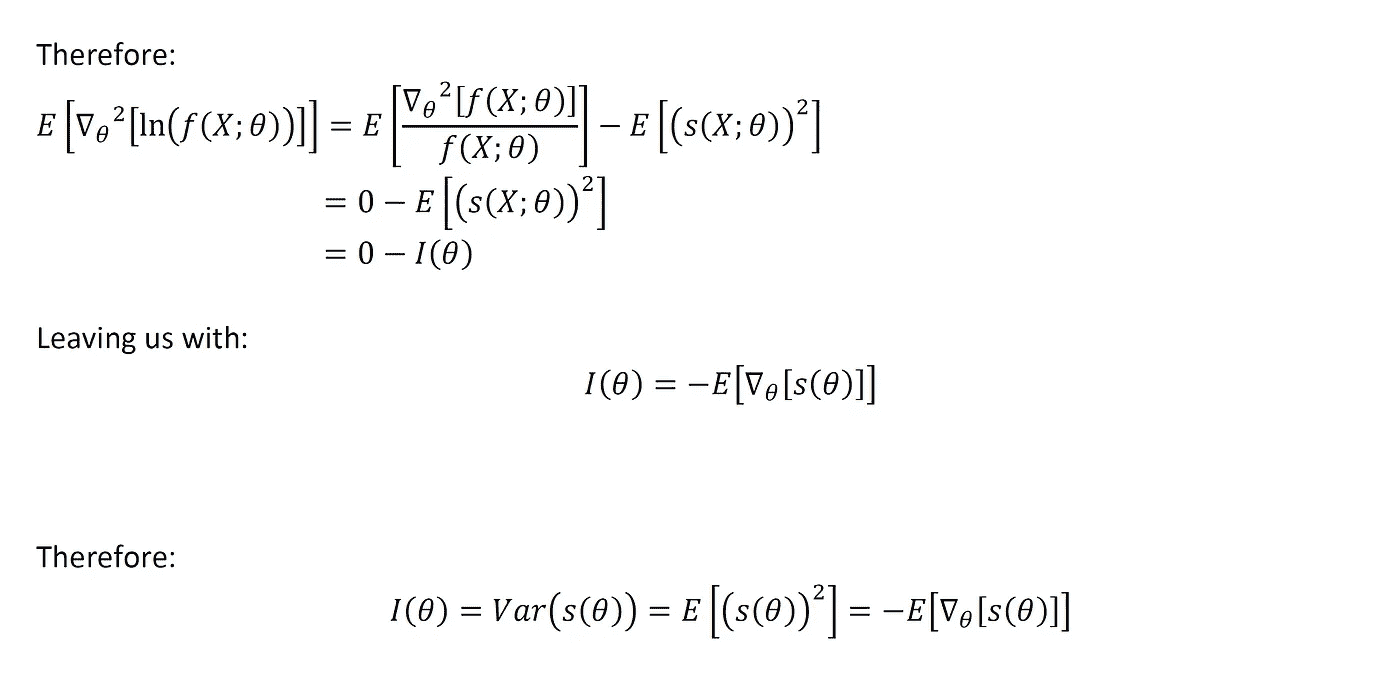 Therefore:
E[∇_θ²[ln(f(X; θ))]] = E[∇_θ²[f(X; θ)] / f(X; θ)] − E[(s(X; θ))²]
= 0 − E[(s(X; θ))²]
= 0 − I(θ)
Leaving us with:
I(θ) = −E[∇_θ[s(θ)]]
Therefore:
I(θ) = Var(s(θ)) = E[(s(θ))²] = −E[∇_θ[s(θ)]]